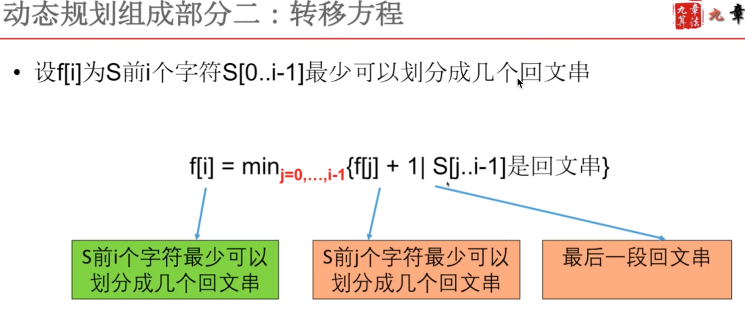 动态规划组成部分二：转移方程
九章算法
九章
• 设f[i]为S前i个字符S[0..i-1]最少可以划分成几个回文串
f[i] = minj=0,…,i-1{f[j] + 1| S[j..i-1]是回文串}
S前i个字符最少可以
划分成几个回文串
S前j个字符最少可以
划分成几个回文串
最后一段回文串